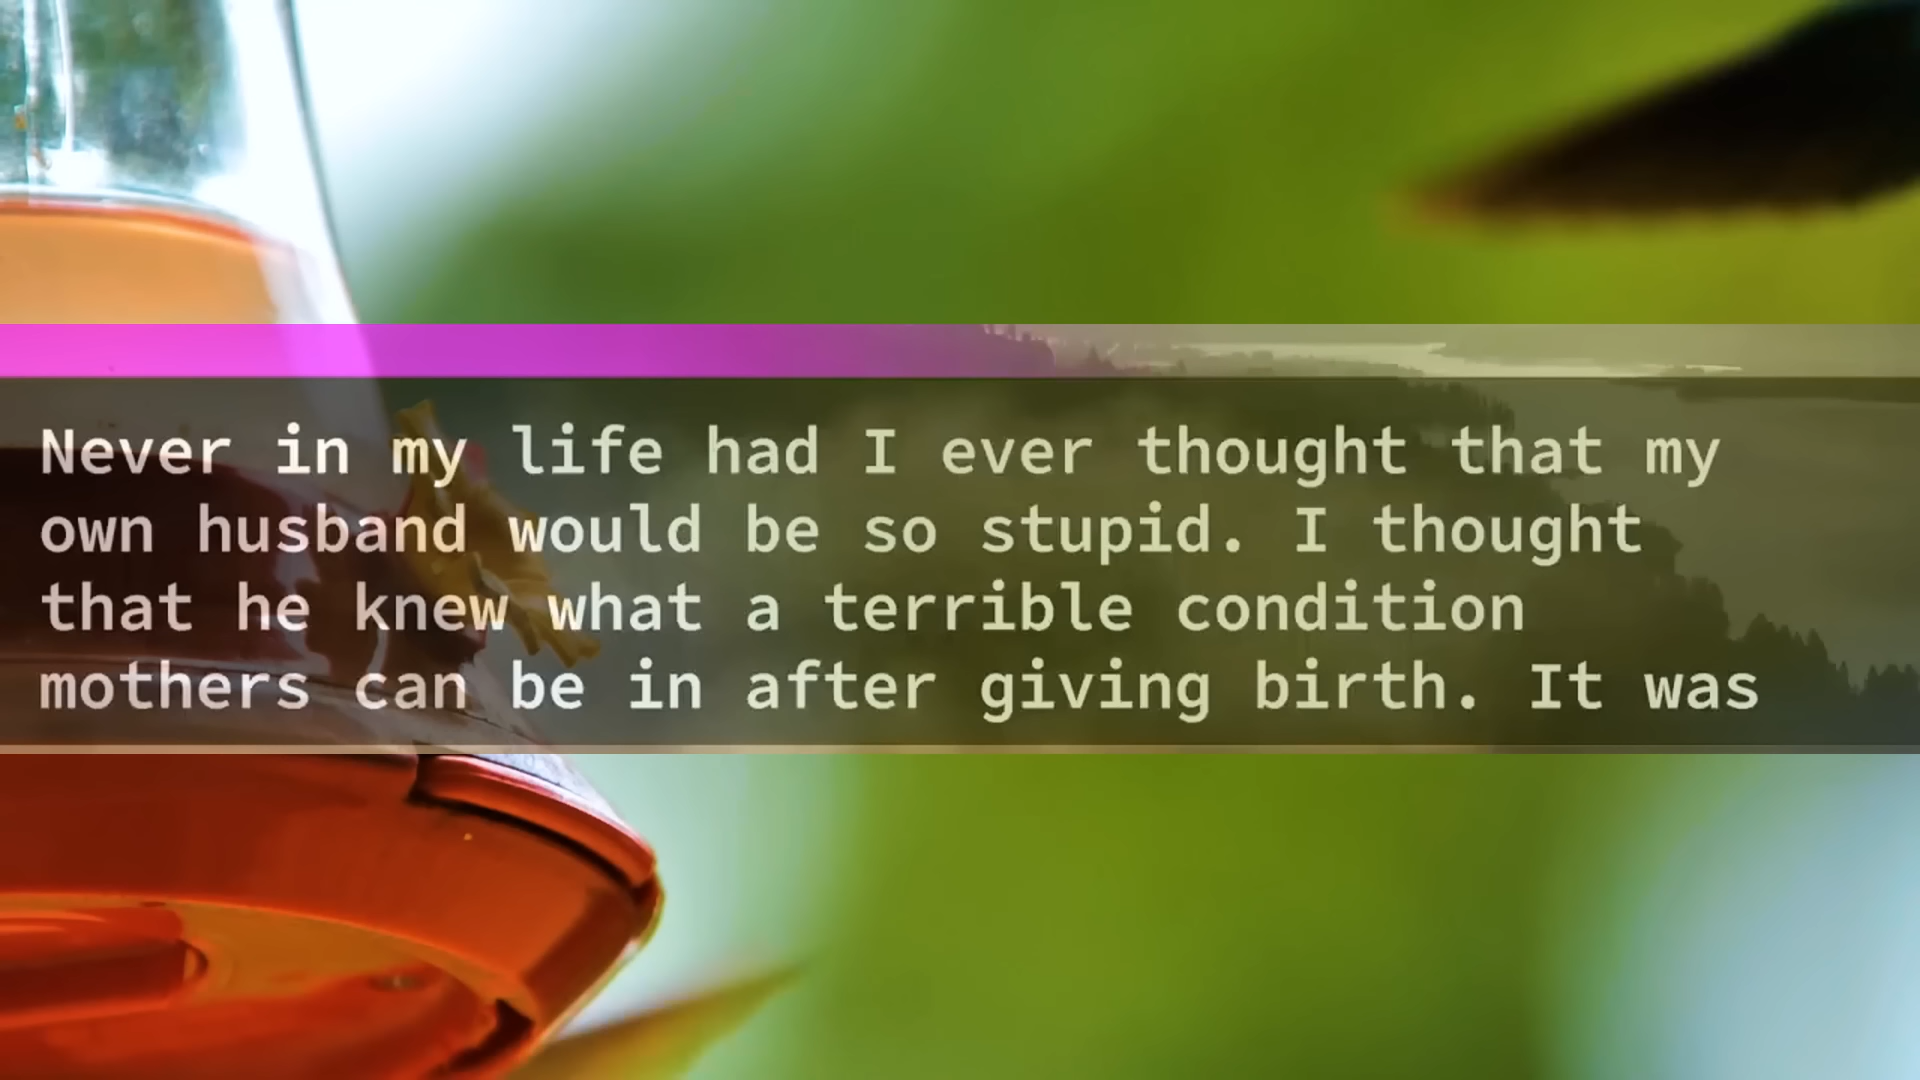 Never in my life had I ever thought that my
own husband would be so stupid. I thought
that he knew what a terrible condition
mothers can be in after giving birth. It was